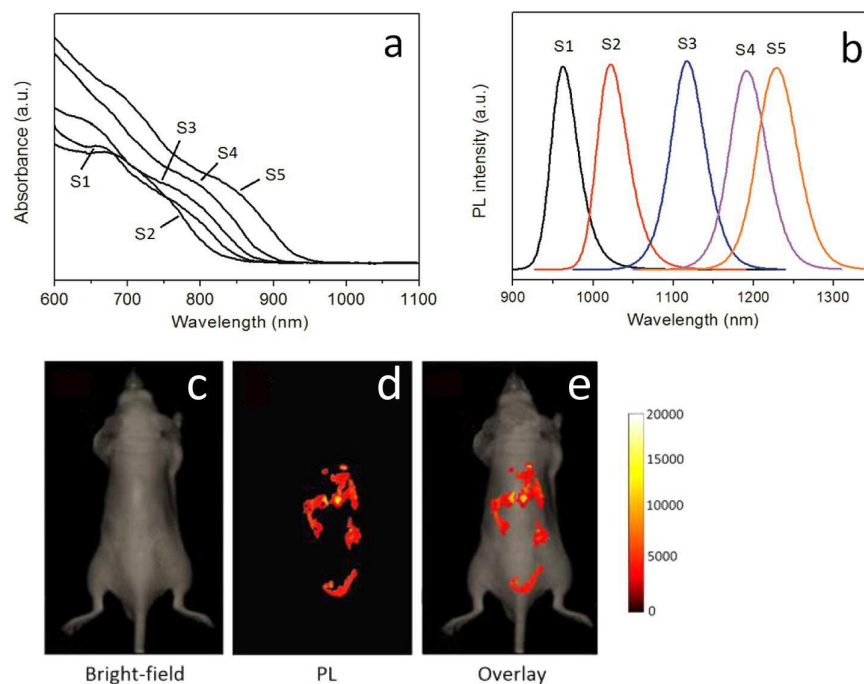 a
Absorbance (a.u.)
S1
S2
S3
S4
S5
600 700 800 900 1000 1100
Wavelength (nm)
b
PL intensity (a.u.)
S1 S2 S3 S4 S5
900 1000 1100 1200 1300
Wavelength (nm)
c
Bright-field
d
PL
e
Overlay
20000
15000
10000
5000
0